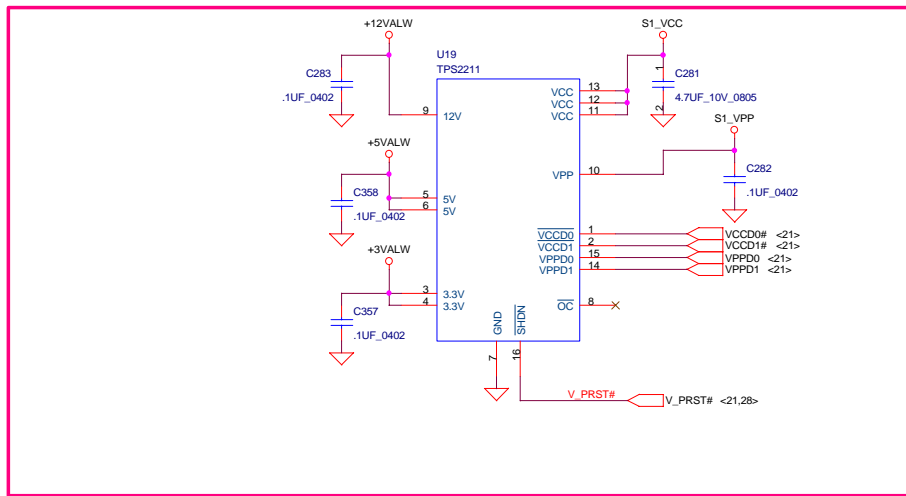 +12VALW
C283
.1UF_0402
+5VALW
C358
.1UF_0402
+3VALW
C357
.1UF_0402
U19
TPS2211
9 12V
5 5V
6 5V
3 3.3V
4 3.3V
VCC 13
VCC 12
VCC 11
VPP 10
VCCD0 1
VCCD1 2
VPPD0 15
VPPD1 14
OC 8
GND
7
SHDN
16
S1_VCC
1
C281
4.7UF_10V_0805
2
S1_VPP
C282
.1UF_0402
VCCD0# <21>
VCCD1# <21>
VPPD0 <21>
VPPD1 <21>
V_PRST#
V_PRST# <21,28>